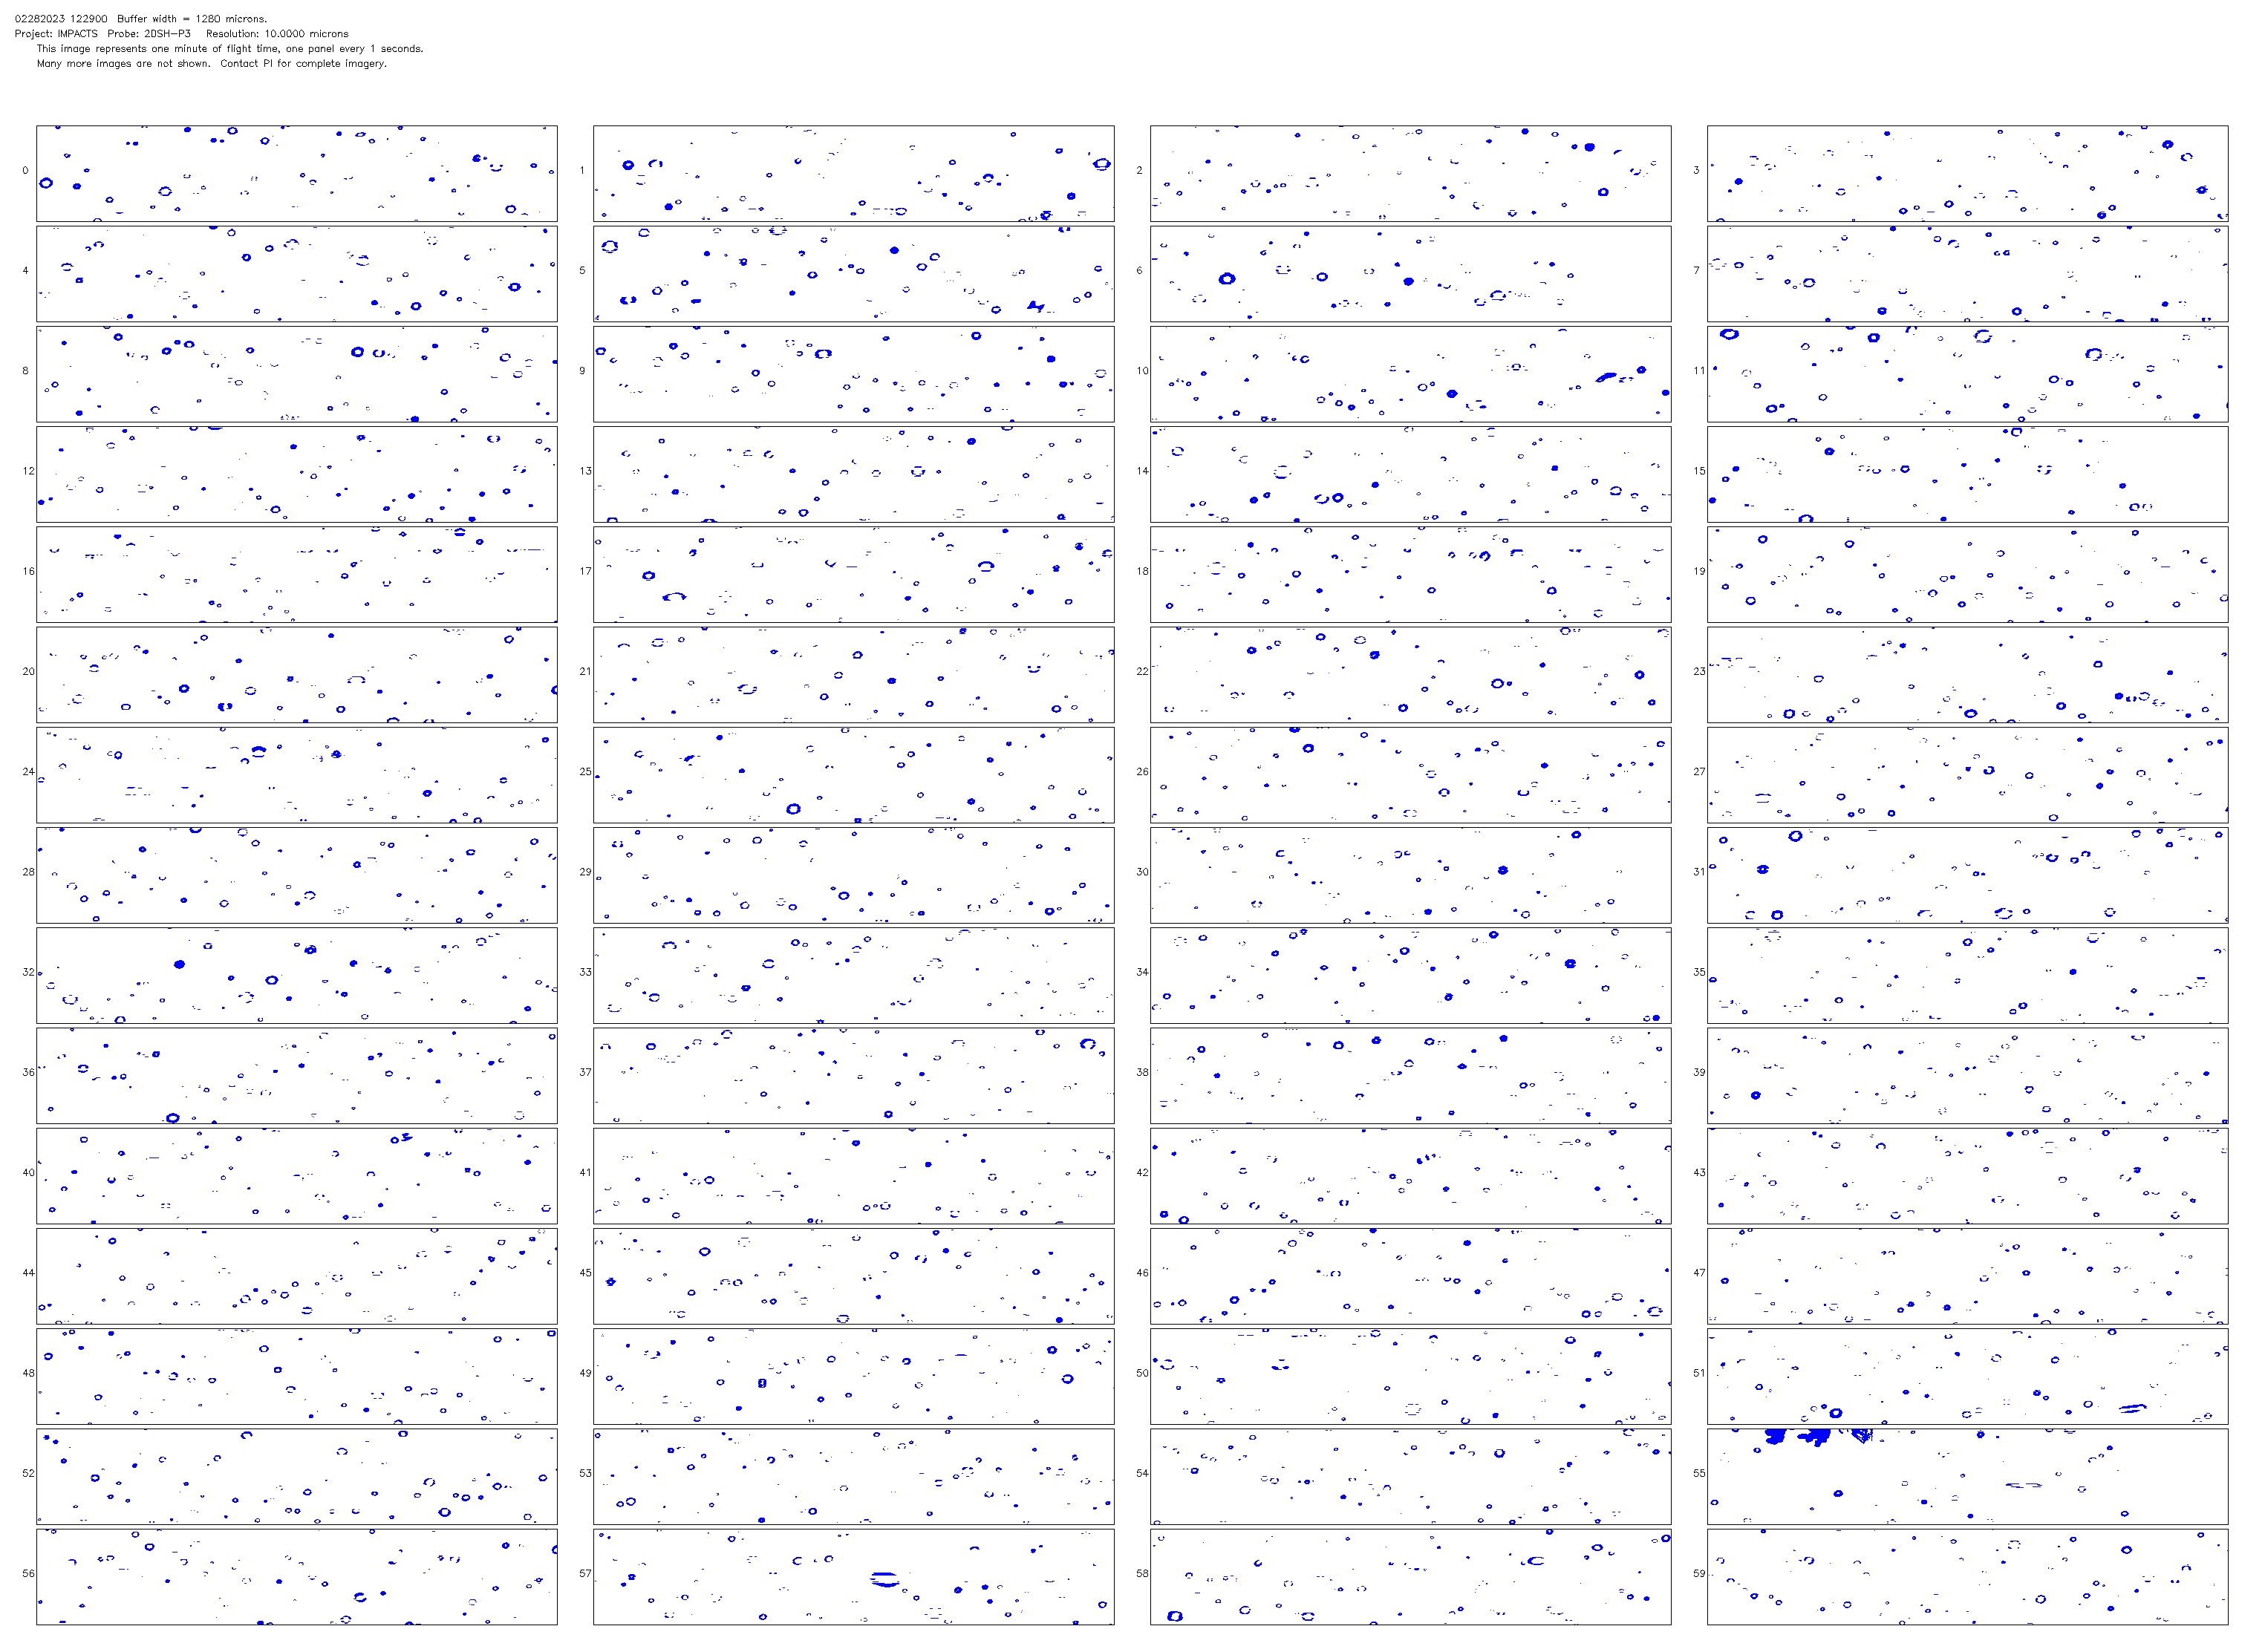 02282023 122900 Buffer width = 1280 microns.
Project: IMPACTS Probe: 2DSH-P3 Resolution: 10.0000 microns
This image represents one minute of flight time, one panel every 1 seconds.
Many more images are not shown. Contact PI for complete imagery.
0 1 2 3
4 5 6 7
8 9 10 11
12 13 14 15
16 17 18 19
20 21 22 23
24 25 26 27
28 29 30 31
32 33 34 35
36 37 38 39
40 41 42 43
44 45 46 47
48 49 50 51
52 53 54 55
56 57 58 59